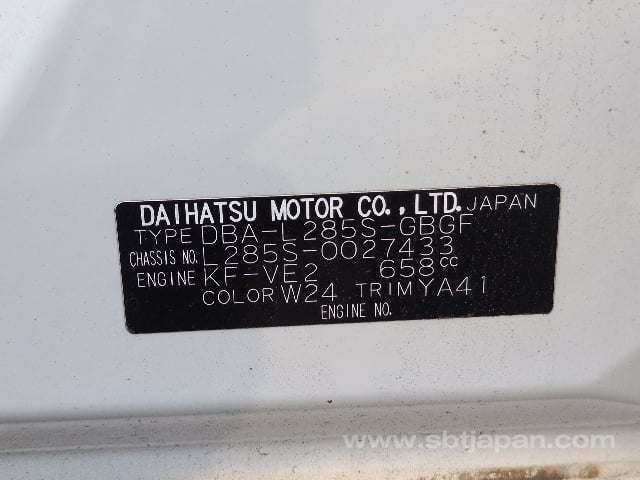 DAIHATSU MOTOR CO., LTD. JAPAN
TYPE DBA-L285S-GBGF
CHASSIS NO. L285S-0027433
ENGINE KF-VE2 658cc
COLOR W24 TRIM YA41
ENGINE NO.
www.sbtjapan.com